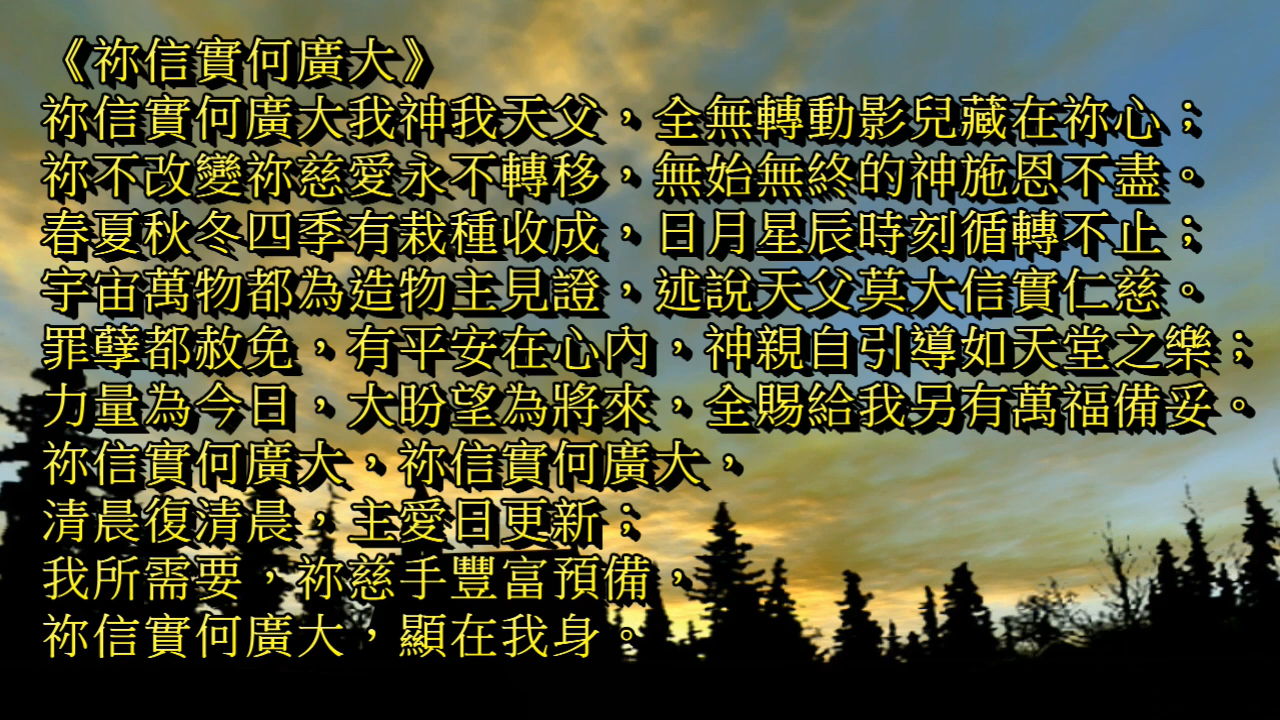 《祢信實何廣大》
祢信實何廣大我神我天父，全無轉動影兒藏在祢心；
祢不改變祢慈愛永不轉移，無始無終的神施恩不盡。
春夏秋冬四季有栽種收成，日月星辰時刻循轉不止；
宇宙萬物都為造物主見證，述說天父莫大信實仁慈。
罪孽都赦免，有平安在心內，神親自引導如天堂之樂；
力量為今日，大盼望為將來，全賜給我另有萬福備妥。
祢信實何廣大，祢信實何廣大，
清晨復清晨，主愛日更新；
我所需要，祢慈手豐富預備，
祢信實何廣大，顯在我身。